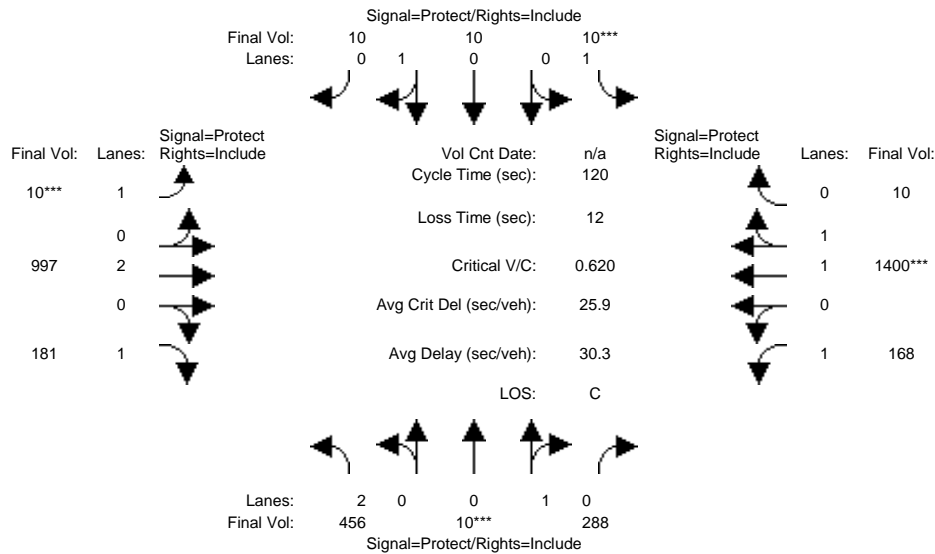 Signal=Protect/Rights=Include
Final Vol: 10 10 10***
Lanes: 0 1 0 0 1
Signal=Protect
Final Vol: Lanes: Rights=Include
Vol Cnt Date: n/a
Signal=Protect
Rights=Include Lanes: Final Vol:
Cycle Time (sec): 120
10*** 1
0 10
Loss Time (sec): 12
0
1
997 2
Critical V/C: 0.620
1 1400***
0
Avg Crit Del (sec/veh): 25.9
0
181 1
Avg Delay (sec/veh): 30.3
1 168
LOS: C
Lanes: 2 0 0 1 0
Final Vol: 456 10*** 288
Signal=Protect/Rights=Include